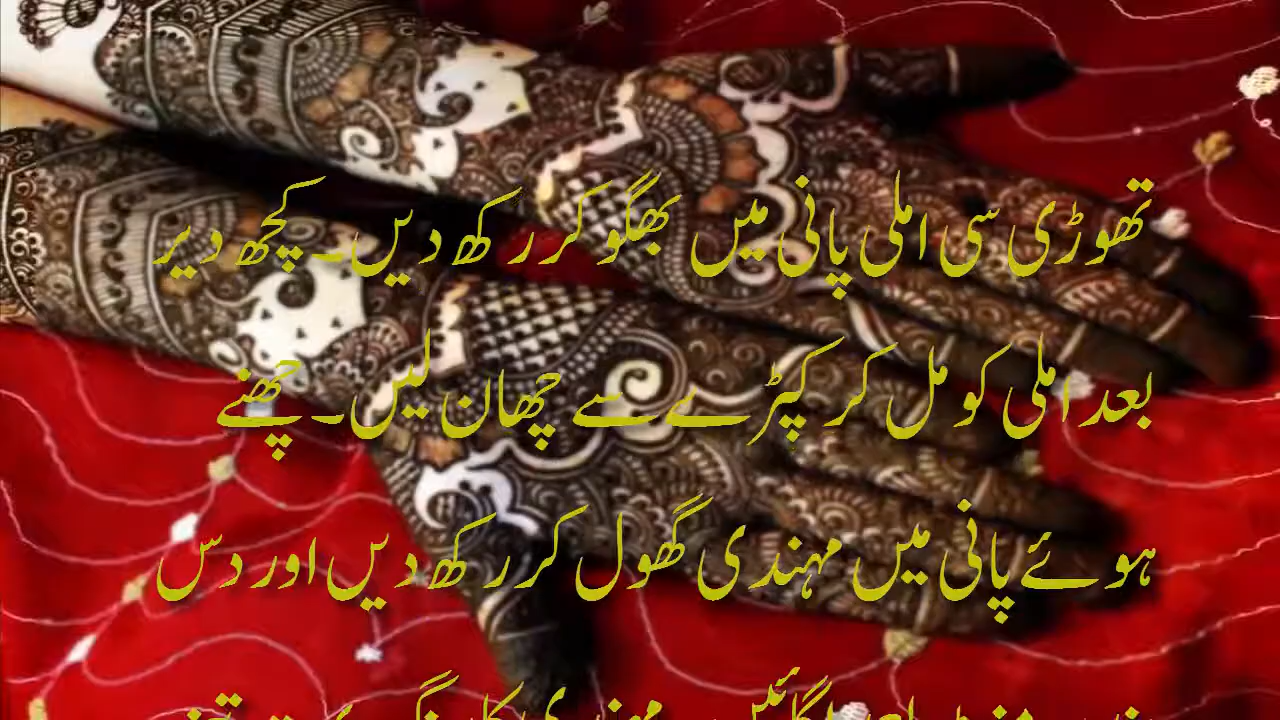 تھوڑی سی املی پانی میں بھگو کر رکھ دیں۔ کچھ دیر
بعد املی کو مل کر کپڑے سے چھان لیں۔ چھنے
ہوئے پانی میں مہندی گھول کر رکھ دیں اور دس